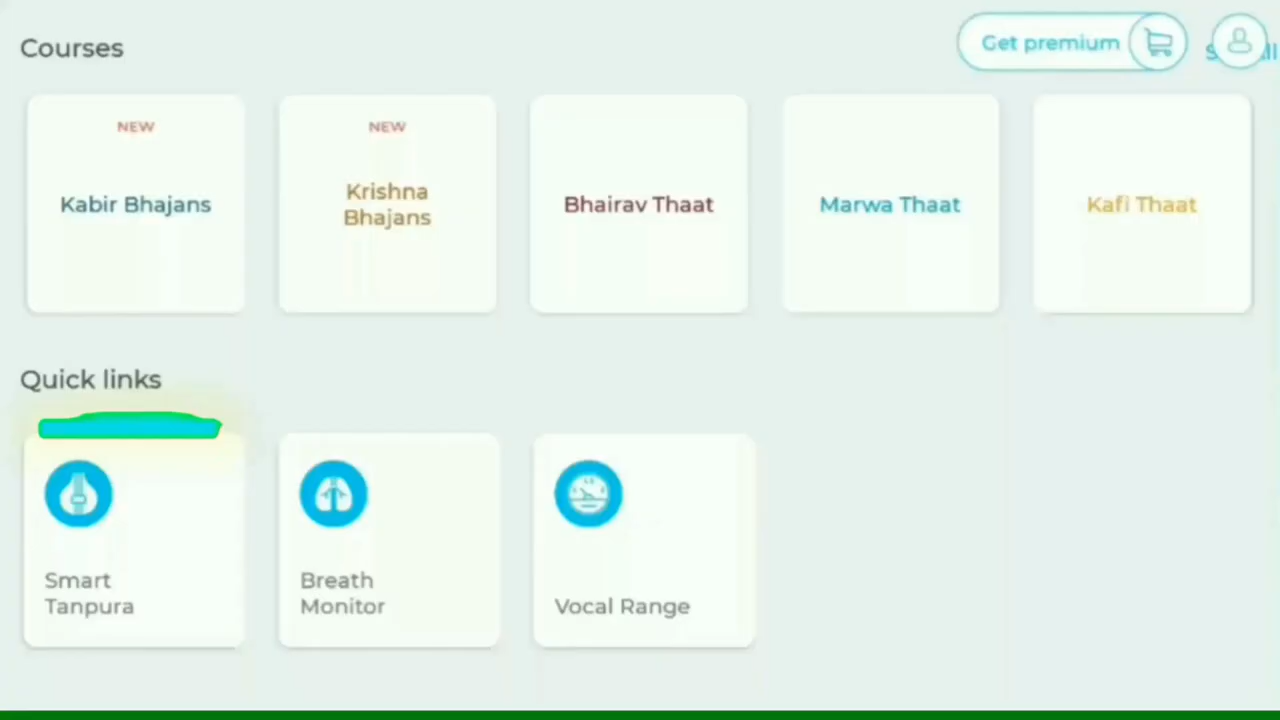 Courses
Get premium
NEW
Kabir Bhajans
NEW
Krishna
Bhajans
Bhairav Thaat
Marwa Thaat
Kafi Thaat
Quick links
Smart
Tanpura
Breath
Monitor
Vocal Range